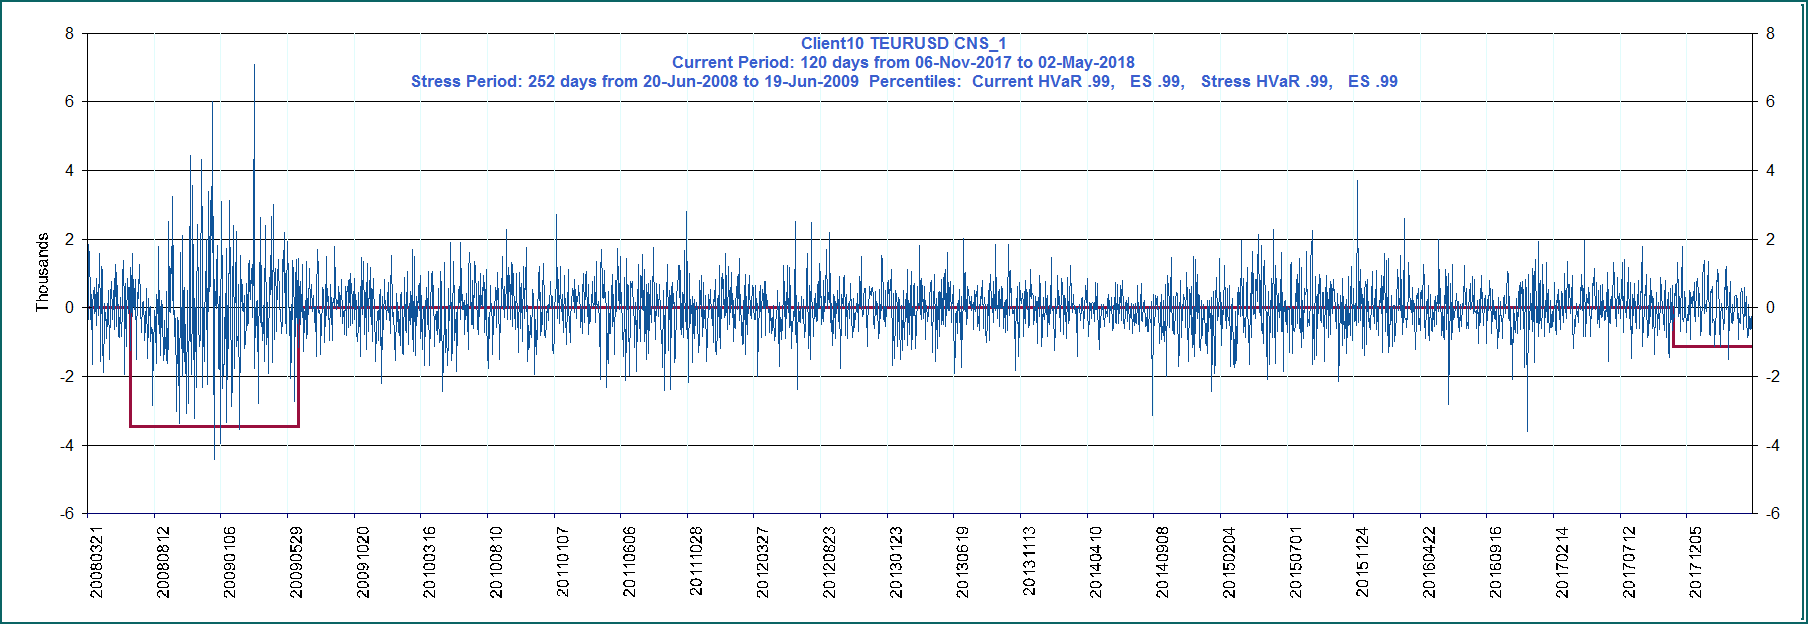 Client10 TEURUSD CNS_1
Current Period: 120 days from 06-Nov-2017 to 02-May-2018
Stress Period: 252 days from 20-Jun-2008 to 19-Jun-2009 Percentiles: Current HVaR .99, ES .99, Stress HVaR .99, ES .99
8 8
6 6
4 4
2 2
Thousands
0 0
-2 -2
-4 -4
-6 -6
20080321 20080812 20090106 20090529 20091020 20100316 20100810 20110107 20110606 20111028 20120327 20120823 20130123 20130619 20131113 20140410 20140908 20150204 20150701 20151124 20160422 20160916 20170214 20170712 20171205